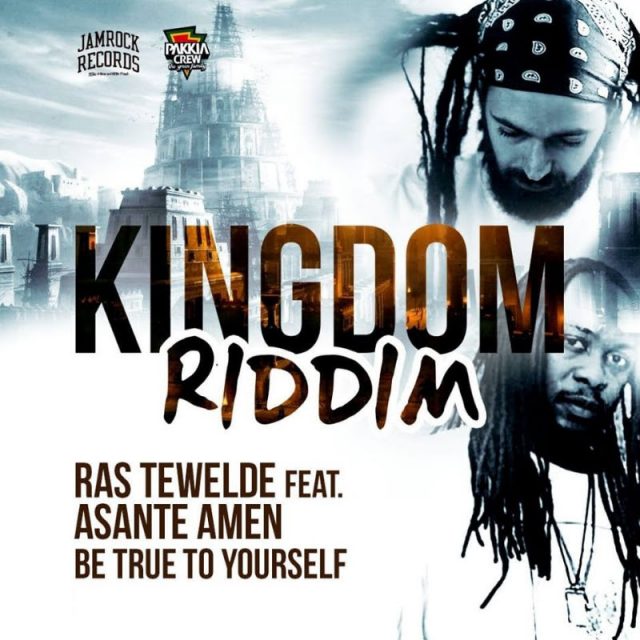 JAMROCK
RECORDS
PAKKIA
CREW
KINGDOM
RIDDIM
RAS TEWELDE FEAT.
ASANTE AMEN
BE TRUE TO YOURSELF